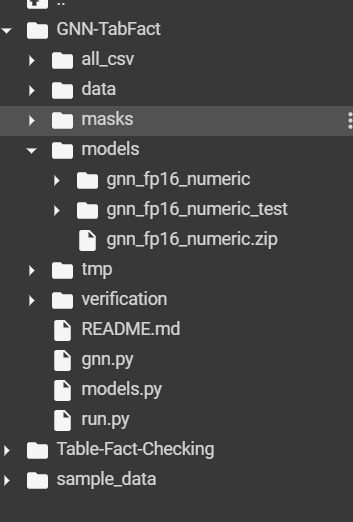 ..
GNN-TabFact
all_csv
data
masks
models
gnn_fp16_numeric
gnn_fp16_numeric_test
gnn_fp16_numeric.zip
tmp
verification
README.md
gnn.py
models.py
run.py
Table-Fact-Checking
sample_data